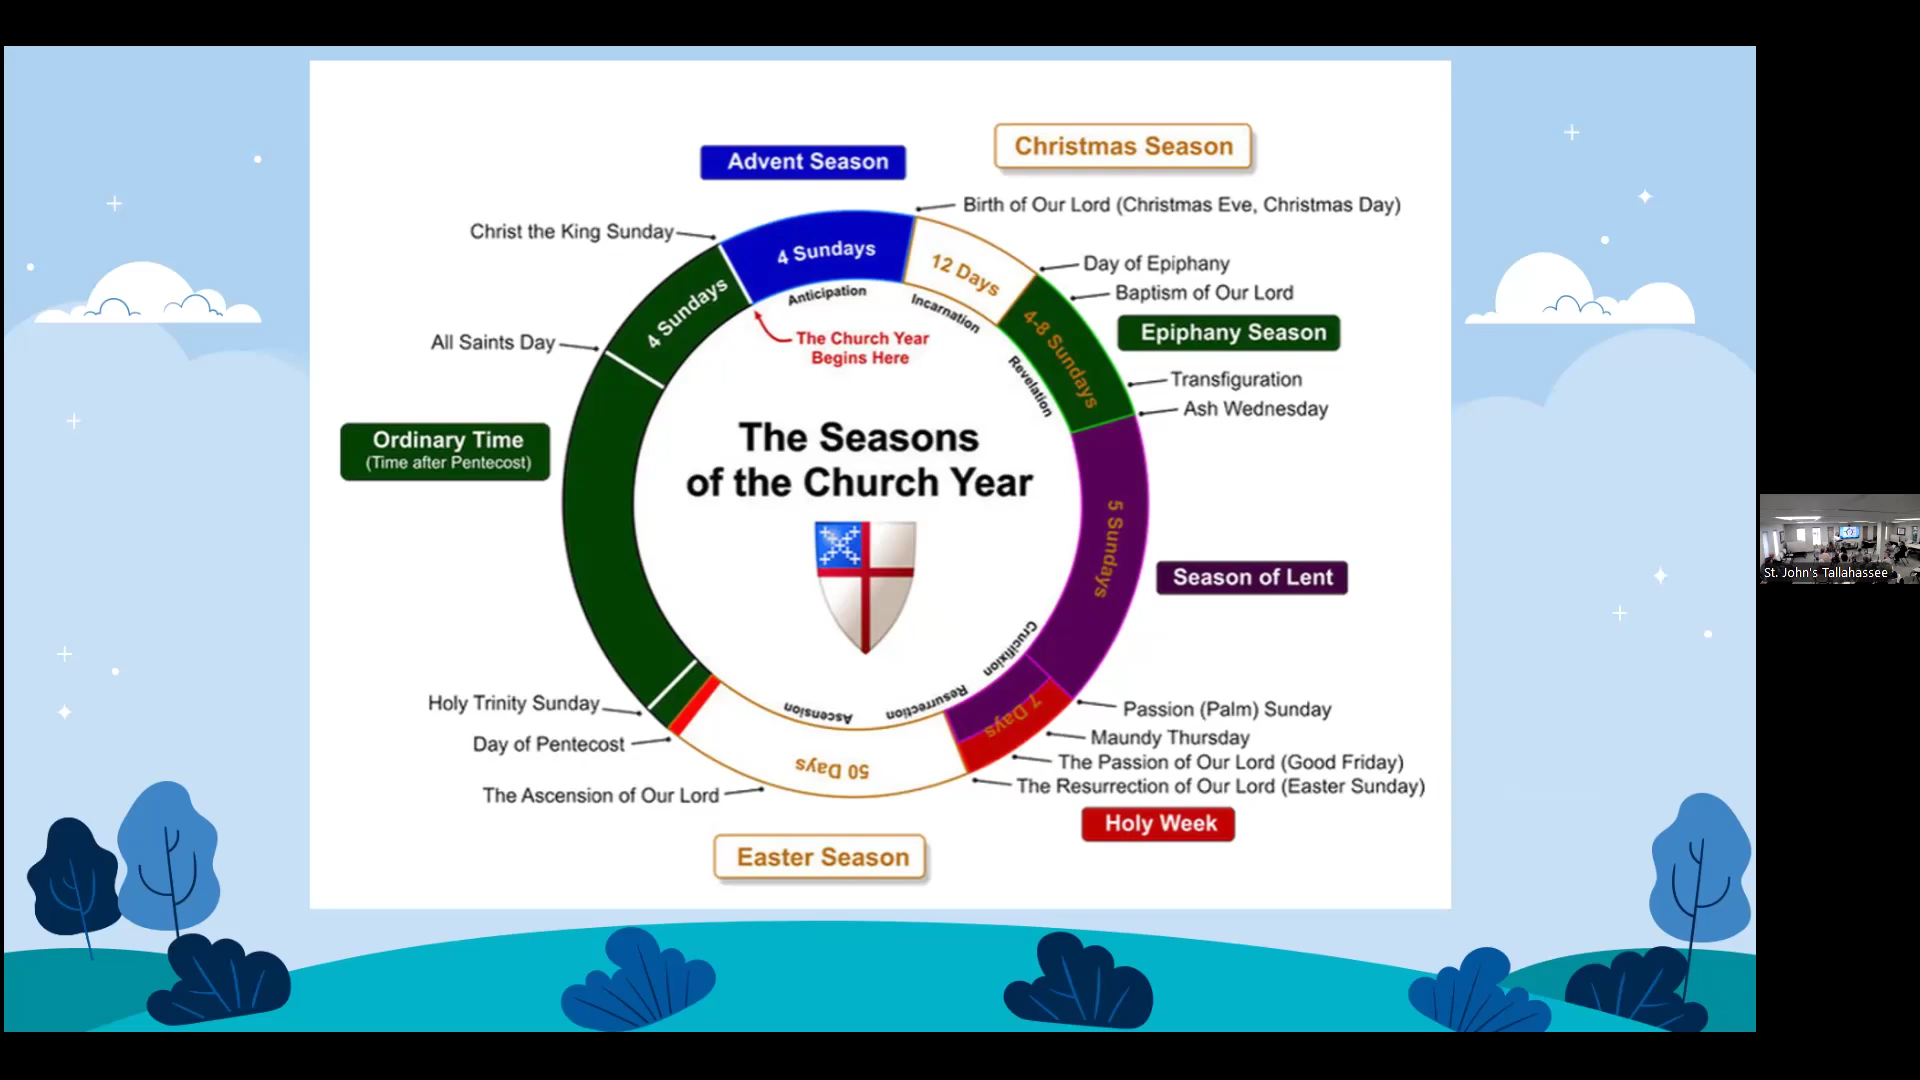 Christmas Season
Advent Season
Birth of Our Lord (Christmas Eve, Christmas Day)
Christ the King Sunday
4 Sundays
12 Days
Day of Epiphany
Baptism of Our Lord
Anticipation
Incarnation
4 Sundays
4-8 Sundays
Epiphany Season
The Church Year
Begins Here
All Saints Day
Revelation
Transfiguration
Ash Wednesday
Ordinary Time
(Time after Pentecost)
The Seasons
of the Church Year
5 Sundays
Season of Lent
St. John's Tallahassee
Crucifixion
Resurrection
Ascension
Holy Trinity Sunday
7 Days
Passion (Palm) Sunday
Maundy Thursday
Day of Pentecost
The Passion of Our Lord (Good Friday)
50 Days
The Resurrection of Our Lord (Easter Sunday)
The Ascension of Our Lord
Holy Week
Easter Season